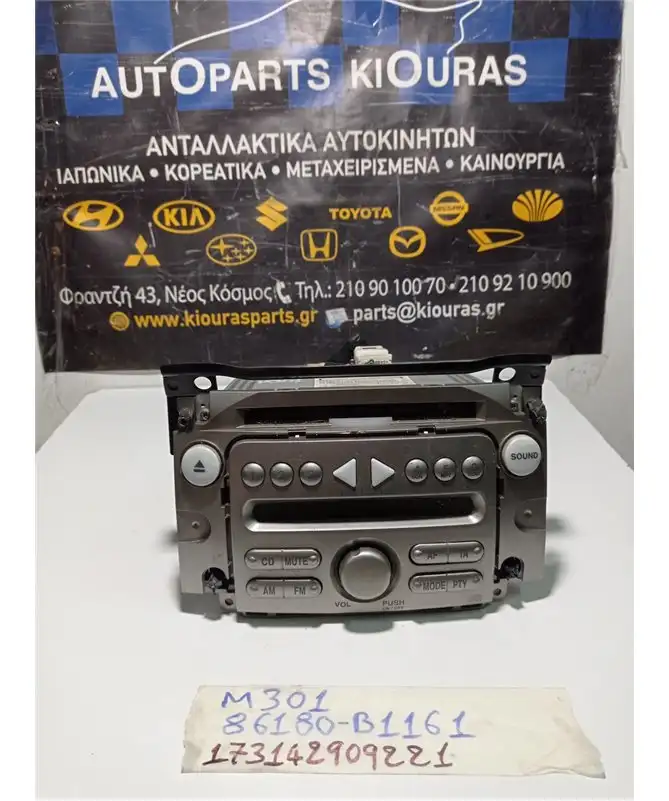 AUTOPARTS KIOURAS
ΑΝΤΑΛΛΑΚΤΙΚΑ ΑΥΤΟΚΙΝΗΤΩΝ
ΙΑΠΩΝΙΚΑ • ΚΟΡΕΑΤΙΚΑ • ΜΕΤΑΧΕΙΡΙΣΜΕΝΑ • ΚΑΙΝΟΥΡΓΙΑ
KIA TOYOTA NISSAN
Φραντζή 43, Νέος Κόσμος Τηλ.: 210 90 100 70 • 210 92 10 900
www.kiourasparts.gr parts@kiouras.gr
SOUND
CD MUTE AF TA
AM FM MODE PTY
VOL PUSH
M301
86180-B1161
173142909221